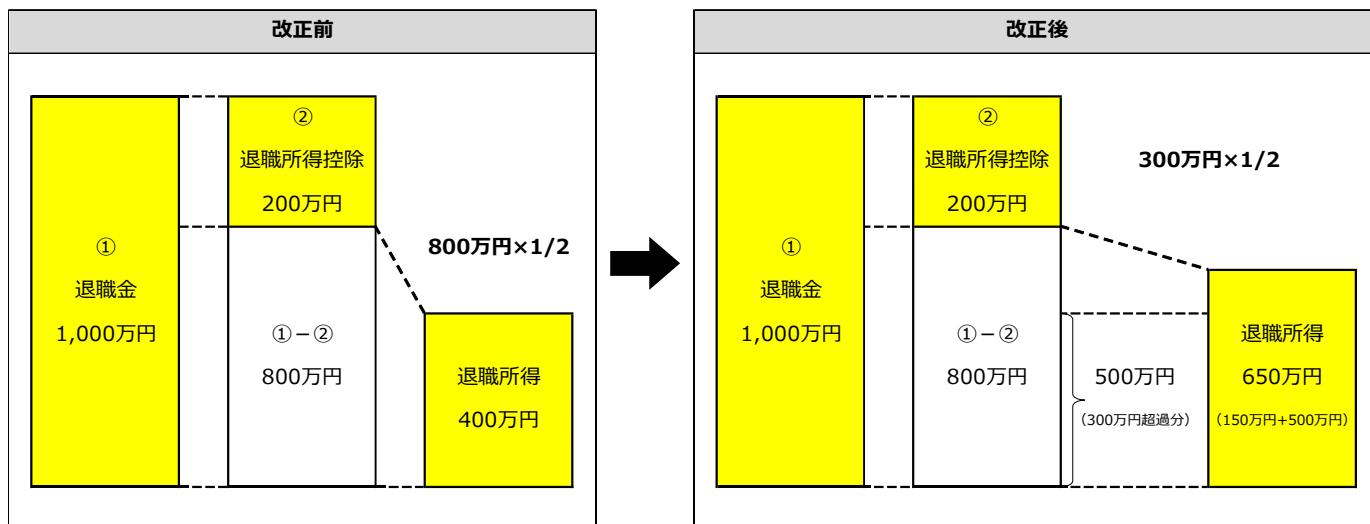 改正前
①
退職金
1,000万円
②
退職所得控除
200万円
①－②
800万円
800万円×1/2
退職所得
400万円
改正後
①
退職金
1,000万円
②
退職所得控除
200万円
①－②
800万円
300万円×1/2
500万円
（300万円超過分）
退職所得
650万円
（150万円+500万円）